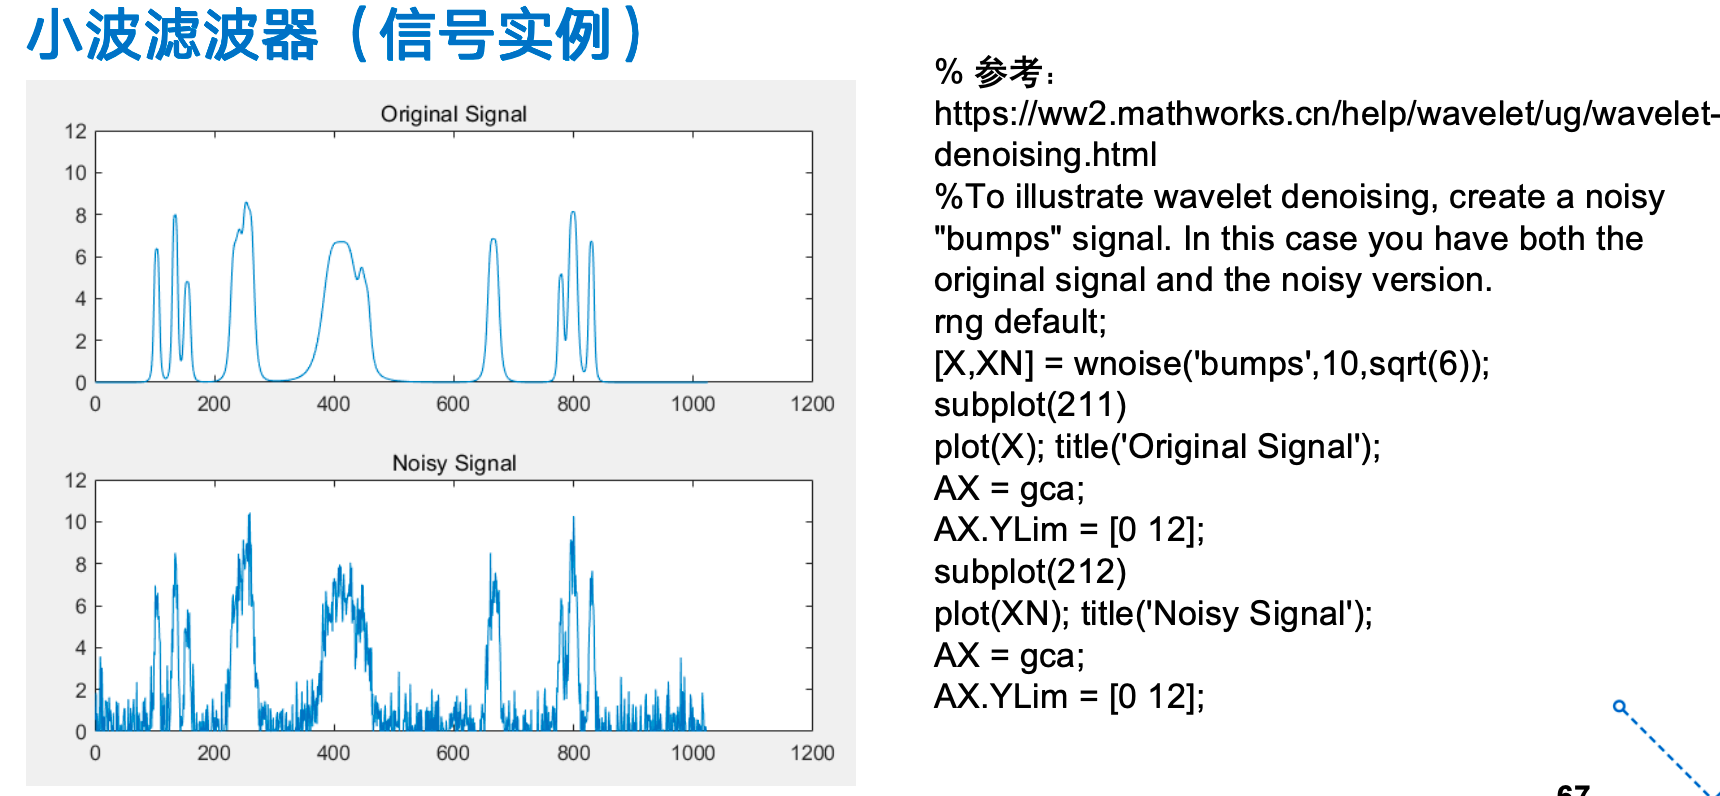 小波滤波器（信号实例）
Original Signal
12
10
8
6
4
2
0
0 200 400 600 800 1000 1200
Noisy Signal
12
10
8
6
4
2
0
0 200 400 600 800 1000 1200
% 参考：
https://ww2.mathworks.cn/help/wavelet/ug/wavelet-
denoising.html
%To illustrate wavelet denoising, create a noisy
"bumps" signal. In this case you have both the
original signal and the noisy version.
rng default;
[X,XN] = wnoise('bumps',10,sqrt(6));
subplot(211)
plot(X); title('Original Signal');
AX = gca;
AX.YLim = [0 12];
subplot(212)
plot(XN); title('Noisy Signal');
AX = gca;
AX.YLim = [0 12];
67